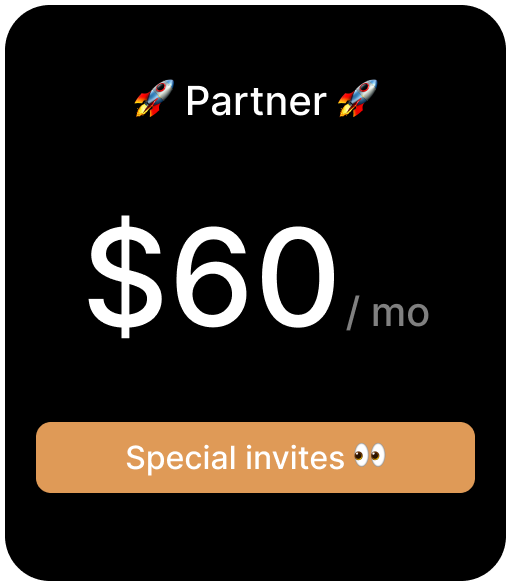 🚀 Partner 🚀
$60 / mo
Special invites 👀